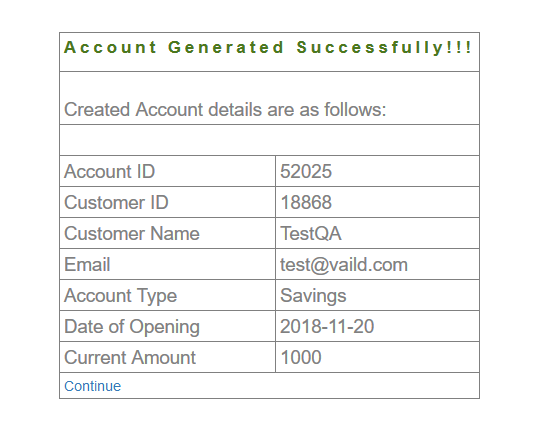 Account Generated Successfully!!!
Created Account details are as follows:
Account ID 52025
Customer ID 18868
Customer Name TestQA
Email test@vaild.com
Account Type Savings
Date of Opening 2018-11-20
Current Amount 1000
Continue